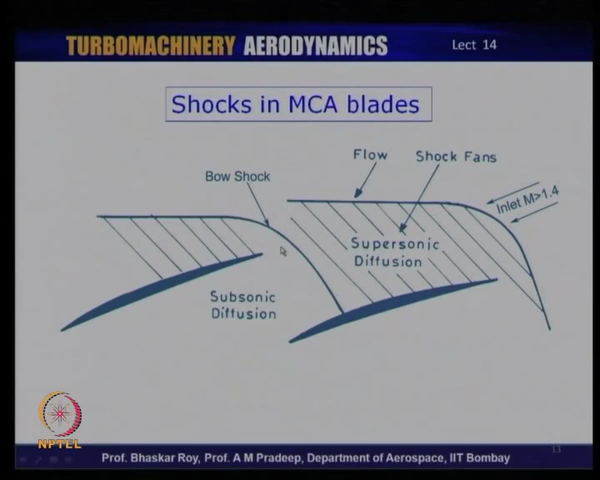 TURBOMACHINERY AERODYNAMICS
Lect 14
Shocks in MCA blades
Flow
Shock Fans
Bow Shock
Inlet M>1.4
Supersonic
Diffusion
Subsonic
Diffusion
NPTEL
Prof. Bhaskar Roy, Prof. A M Pradeep, Department of Aerospace, IIT Bombay
13